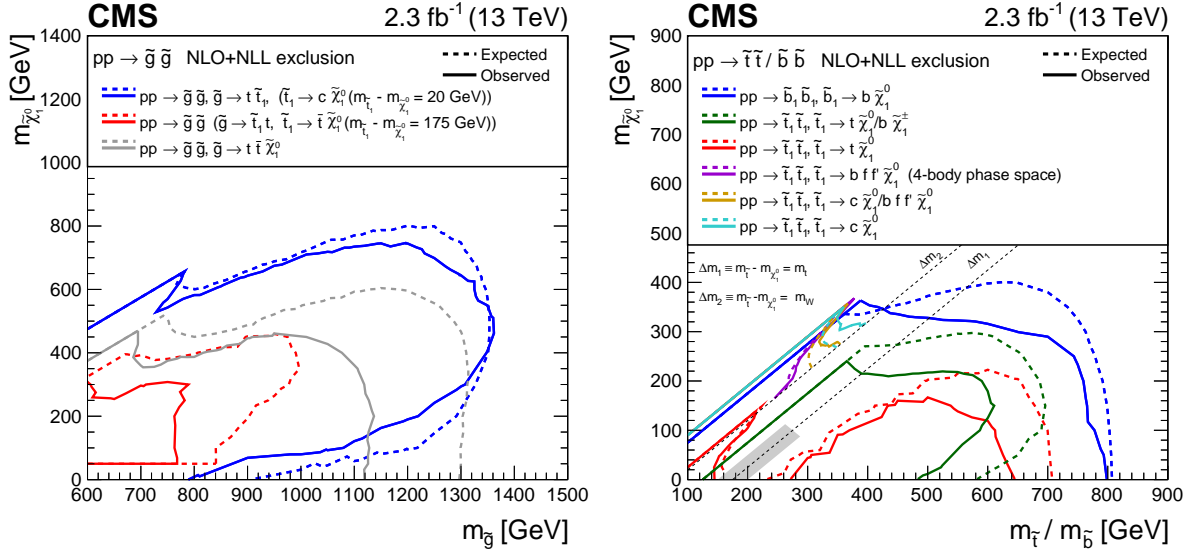 CMS 2.3 fb⁻¹ (13 TeV)
pp → g̃ g̃ NLO+NLL exclusion
Expected
Observed
pp → g̃ g̃, g̃ → t t̃₁, (t̃₁ → c χ̃₁⁰ (m_t̃₁ - m_χ̃₁⁰ = 20 GeV))
pp → g̃ g̃ (g̃ → t̃₁ t, t̃₁ → t̄ χ̃₁⁰ (m_t̃₁ - m_χ̃₁⁰ = 175 GeV))
pp → g̃ g̃, g̃ → t t̄ χ̃₁⁰
m_χ̃₁⁰ [GeV]
1400
1200
1000
800
600
400
200
0
600 700 800 900 1000 1100 1200 1300 1400 1500
m_g̃ [GeV]
CMS 2.3 fb⁻¹ (13 TeV)
pp → t̃ t̃ / b̃ b̃ NLO+NLL exclusion
Expected
Observed
pp → b̃₁ b̃₁, b̃₁ → b χ̃₁⁰
pp → t̃₁ t̃₁, t̃₁ → t χ̃₁⁰/b χ̃₁±
pp → t̃₁ t̃₁, t̃₁ → t χ̃₁⁰
pp → t̃₁ t̃₁, t̃₁ → b f f' χ̃₁⁰ (4-body phase space)
pp → t̃₁ t̃₁, t̃₁ → c χ̃₁⁰/b f f' χ̃₁⁰
pp → t̃₁ t̃₁, t̃₁ → c χ̃₁⁰
Δm₂
Δm₁
Δm₁ ≡ m_t̃ - m_χ̃₁⁰ = m_t
Δm₂ ≡ m_t̃ - m_χ̃₁⁰ = m_W
m_χ̃₁⁰ [GeV]
900
800
700
600
500
400
300
200
100
0
100 200 300 400 500 600 700 800 900
m_t̃ / m_b̃ [GeV]